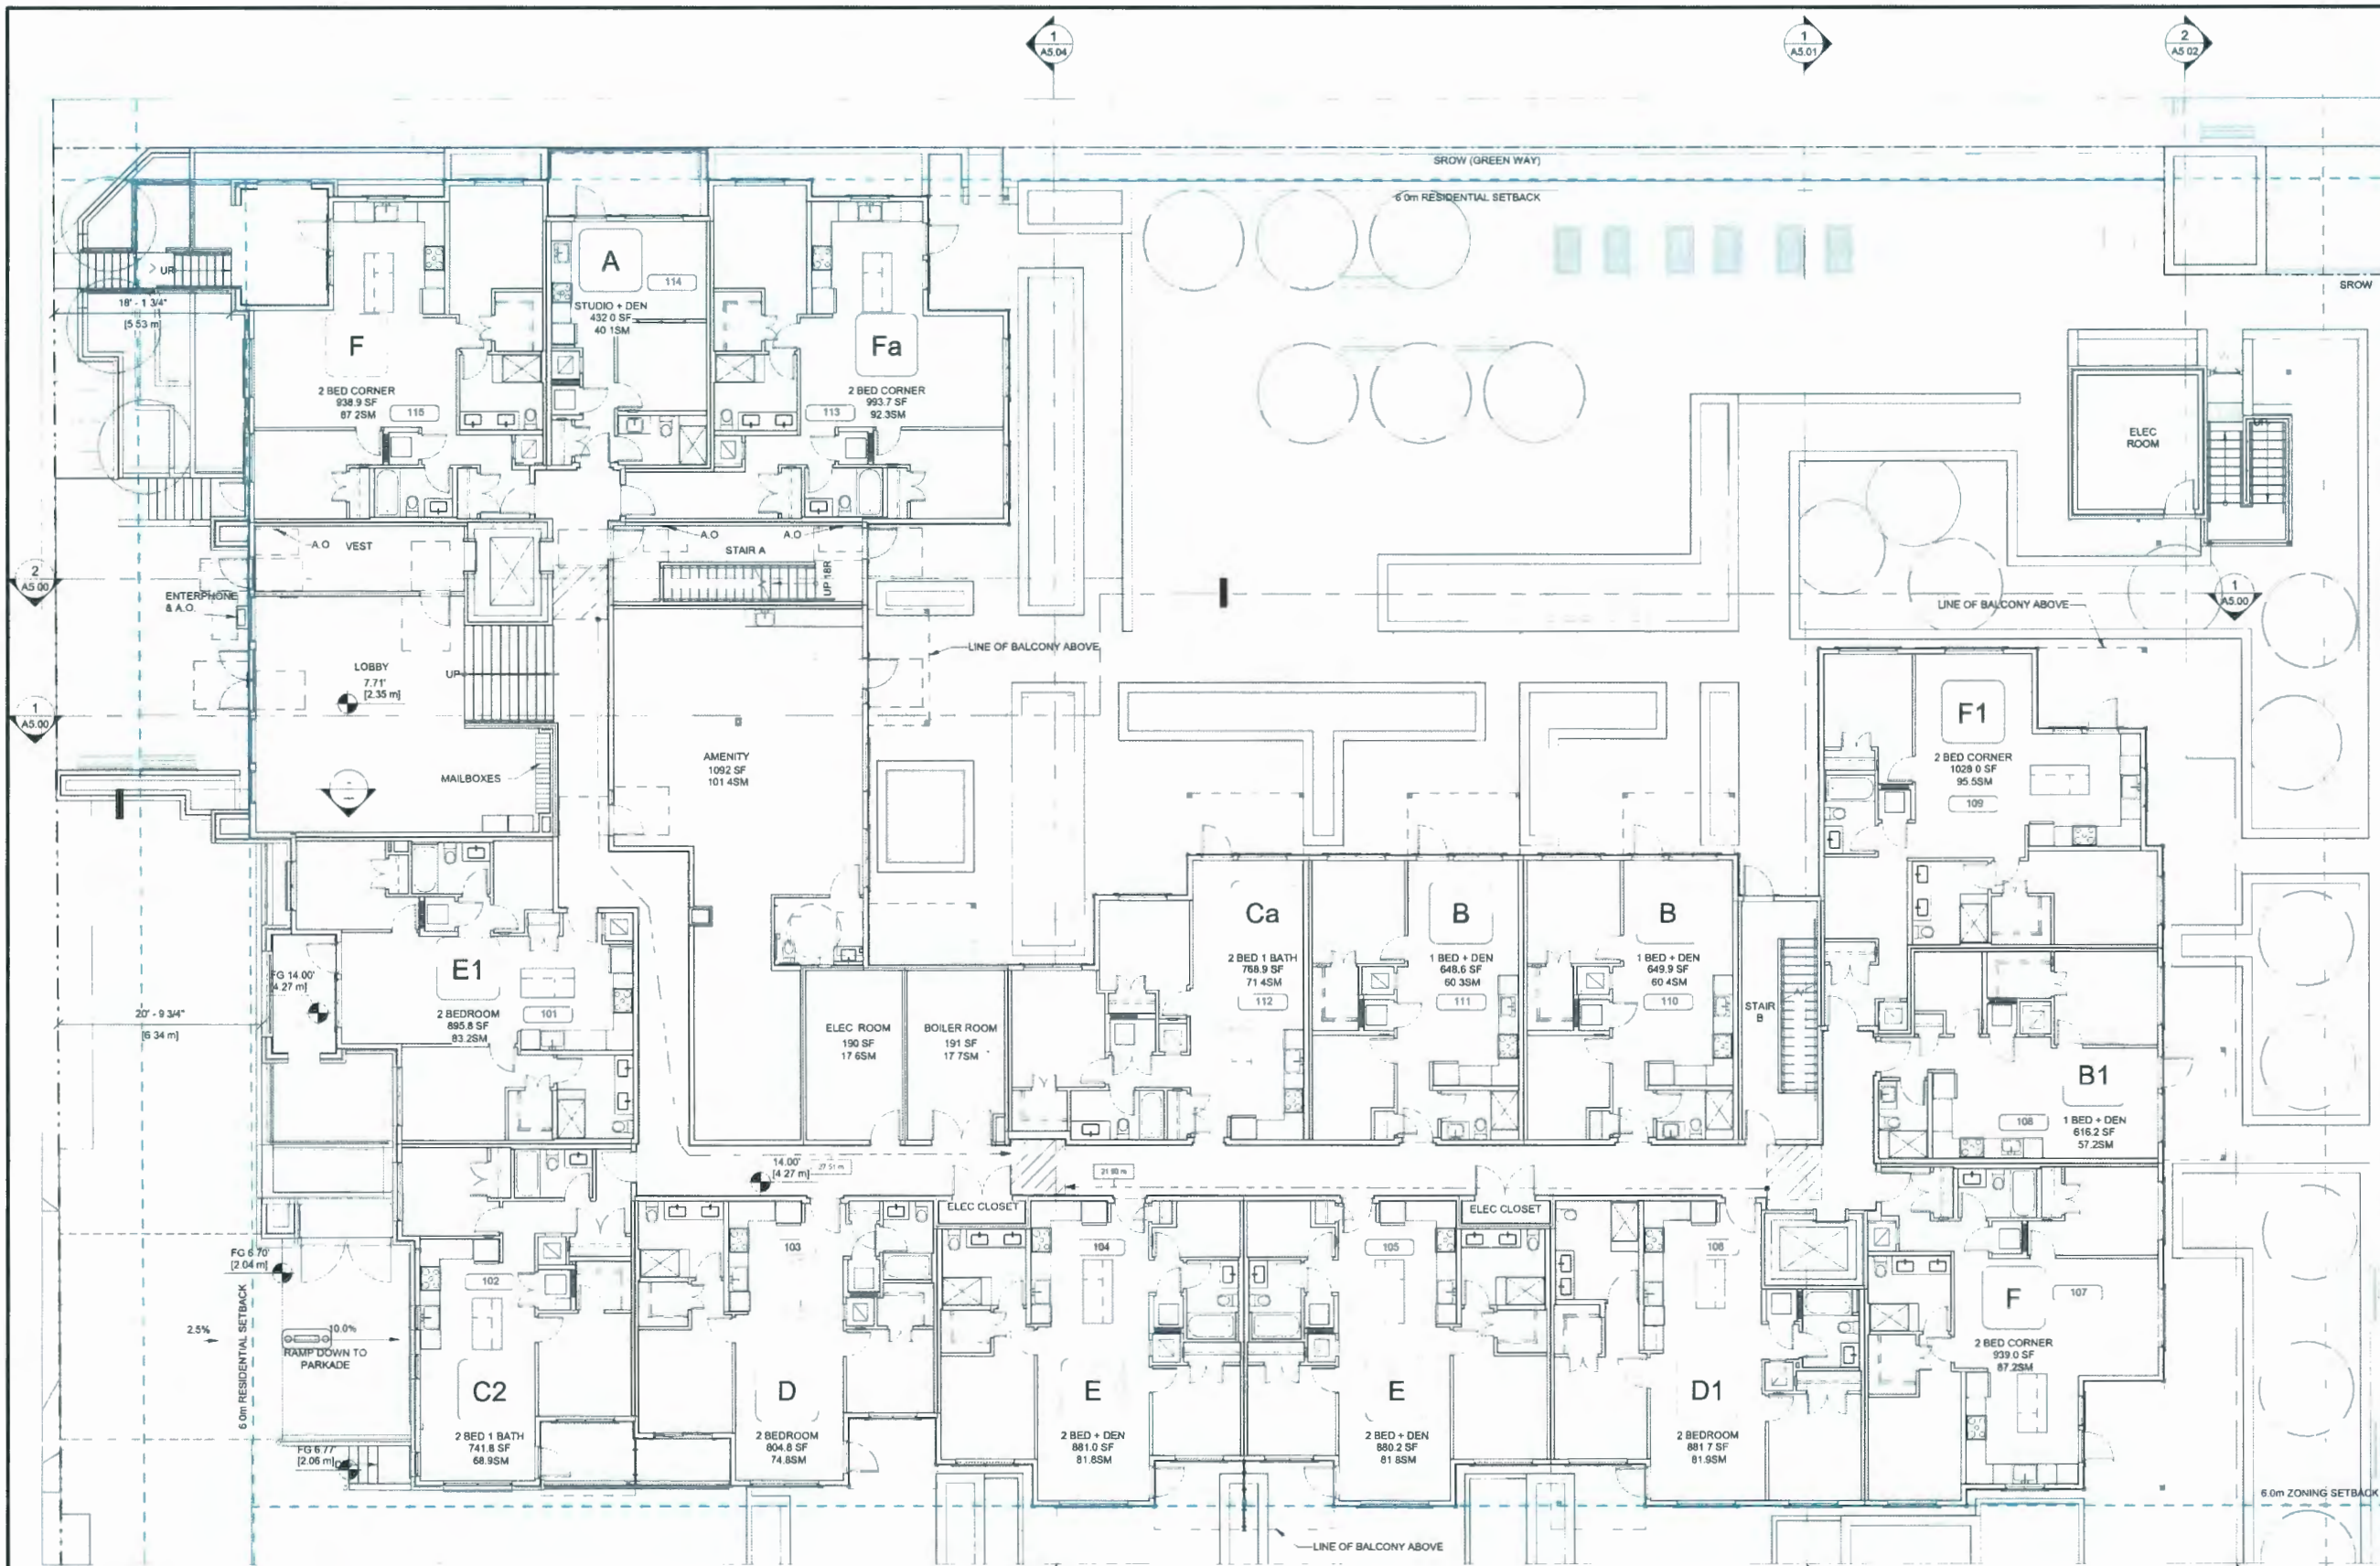 1
A5.04
1
A5.01
2
A5 02
SROW (GREEN WAY)
6 0m RESIDENTIAL SETBACK
SROW
UP
18' - 1 3/4"
[5 53 m]
A
114
STUDIO + DEN
432 0 SF
40 1SM
F
2 BED CORNER
938.9 SF
87 2SM
115
Fa
2 BED CORNER
993.7 SF
92.3SM
113
ELEC
ROOM
UP
A.O
VEST
A.O
A.O
STAIR A
UP 18R
2
A5 00
ENTERPHONE
& A.O.
1
A5.00
LINE OF BALCONY ABOVE
LINE OF BALCONY ABOVE
LOBBY
7.71'
[2.35 m]
UP
1
A5.00
MAILBOXES
AMENITY
1092 SF
101 4SM
F1
2 BED CORNER
1028 0 SF
95.5SM
109
E1
2 BEDROOM
895.8 SF
83.2SM
101
FG 14.00'
[4.27 m]
20' - 9 3/4"
[6 34 m]
ELEC ROOM
190 SF
17 6SM
BOILER ROOM
191 SF
17 7SM
Ca
2 BED 1 BATH
768.9 SF
71.4SM
112
B
1 BED + DEN
648.6 SF
60 3SM
111
B
1 BED + DEN
649.9 SF
60 4SM
110
STAIR
B
B1
108
1 BED + DEN
616.2 SF
57.2SM
14.00'
[4.27 m]
27 51 m
21 90 m
ELEC CLOSET
ELEC CLOSET
FG 6 70'
[2 04 m]
6 0m RESIDENTIAL SETBACK
2.5%
10.0%
RAMP DOWN TO
PARKADE
FG 6.77'
[2.06 m]
102
C2
2 BED 1 BATH
741.8 SF
68.9SM
103
D
2 BEDROOM
804.8 SF
74.8SM
104
E
2 BED + DEN
881.0 SF
81.8SM
105
E
2 BED + DEN
880.2 SF
81 8SM
106
D1
2 BEDROOM
881 7 SF
81.9SM
F
107
2 BED CORNER
939.0 SF
87.2SM
6.0m ZONING SETBACK
LINE OF BALCONY ABOVE